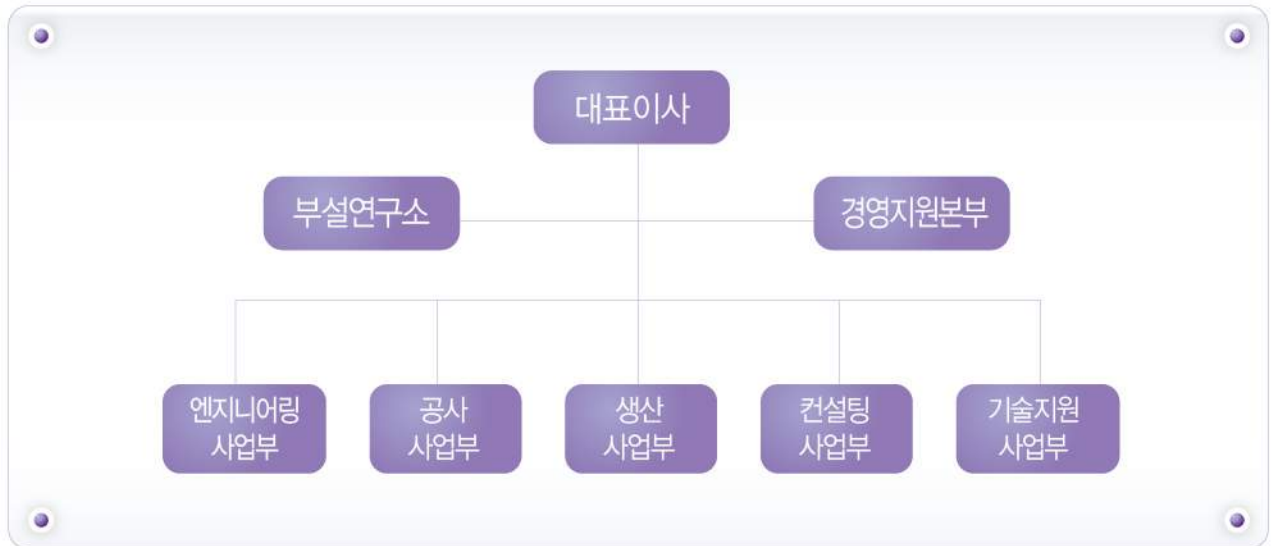 대표이사
부설연구소
경영지원본부
엔지니어링
사업부
공사
사업부
생산
사업부
컨설팅
사업부
기술지원
사업부